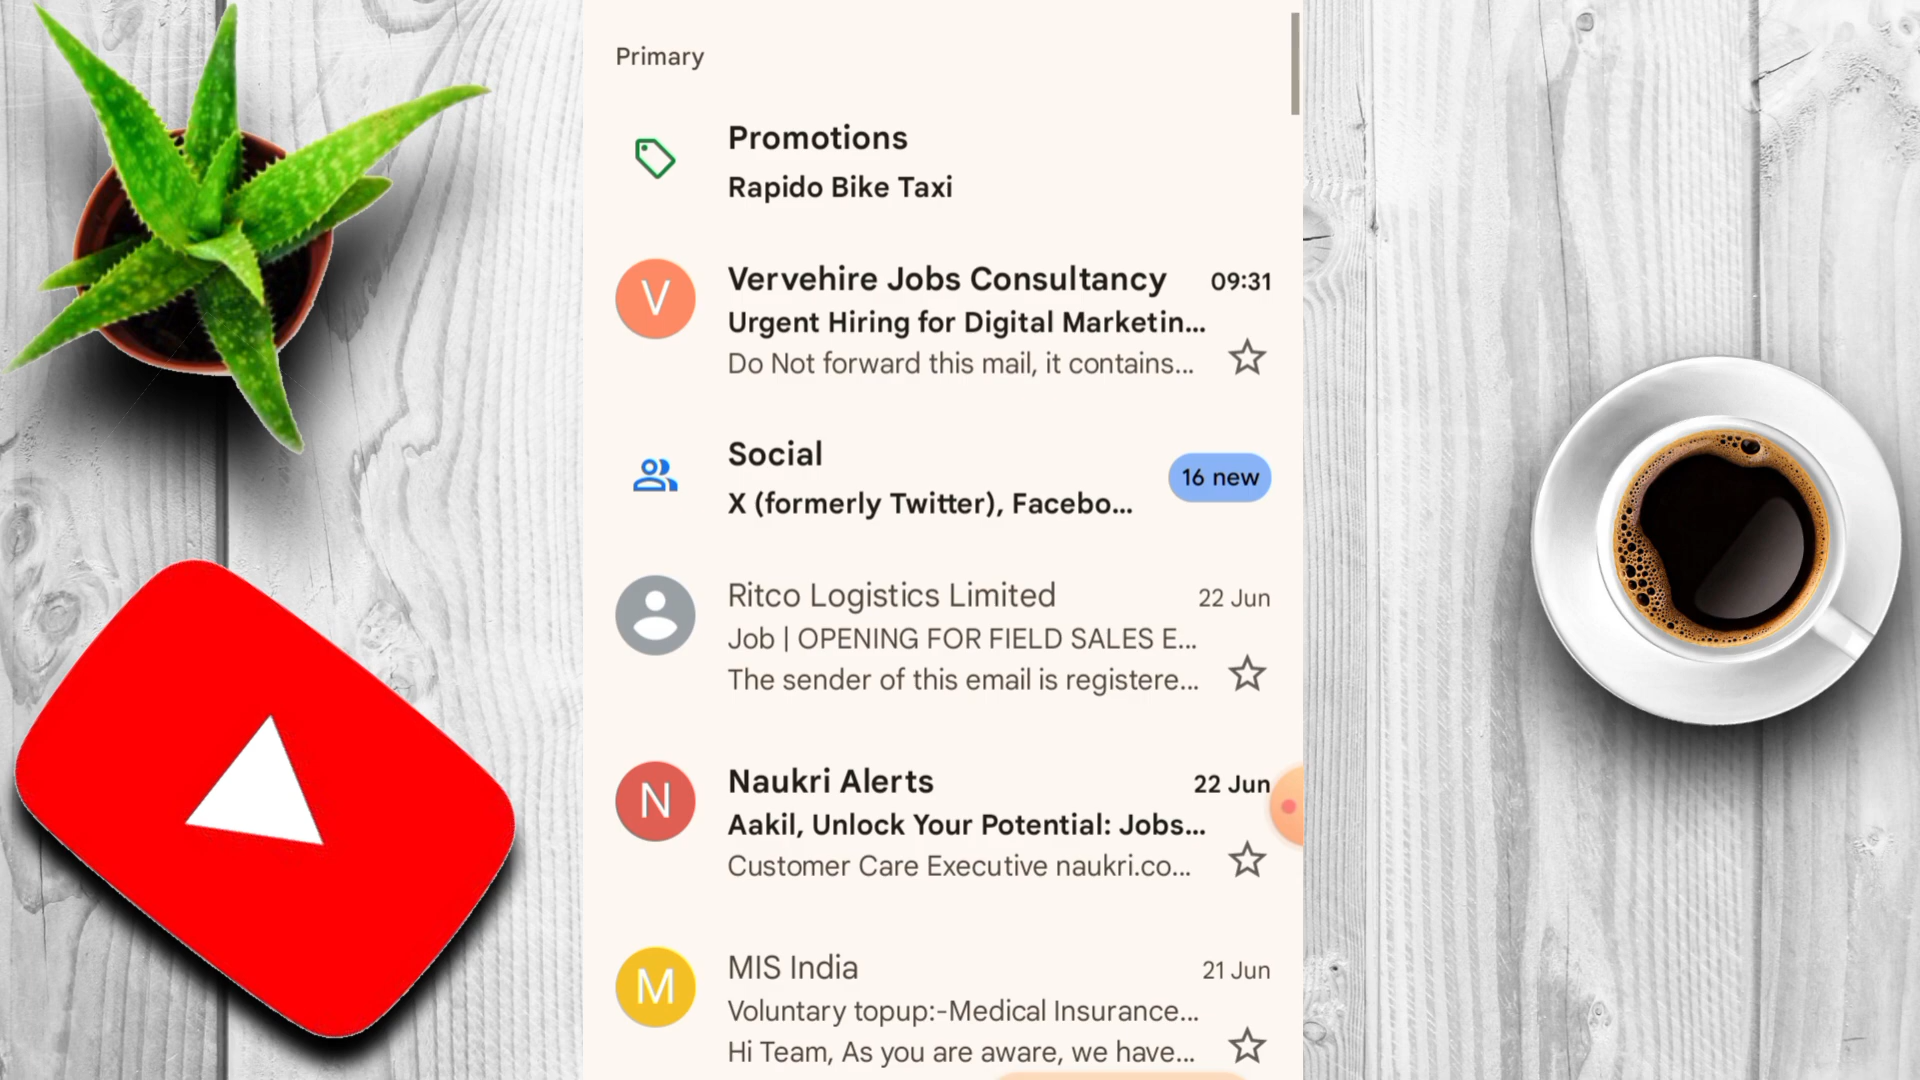 Primary
Promotions
Rapido Bike Taxi
V
Vervehire Jobs Consultancy 09:31
Urgent Hiring for Digital Marketin...
Do Not forward this mail, it contains...
Social
16 new
X (formerly Twitter), Facebo...
Ritco Logistics Limited 22 Jun
Job | OPENING FOR FIELD SALES E...
The sender of this email is registere...
N
Naukri Alerts 22 Jun
Aakil, Unlock Your Potential: Jobs...
Customer Care Executive naukri.co...
M
MIS India 21 Jun
Voluntary topup:-Medical Insurance...
Hi Team, As you are aware, we have...